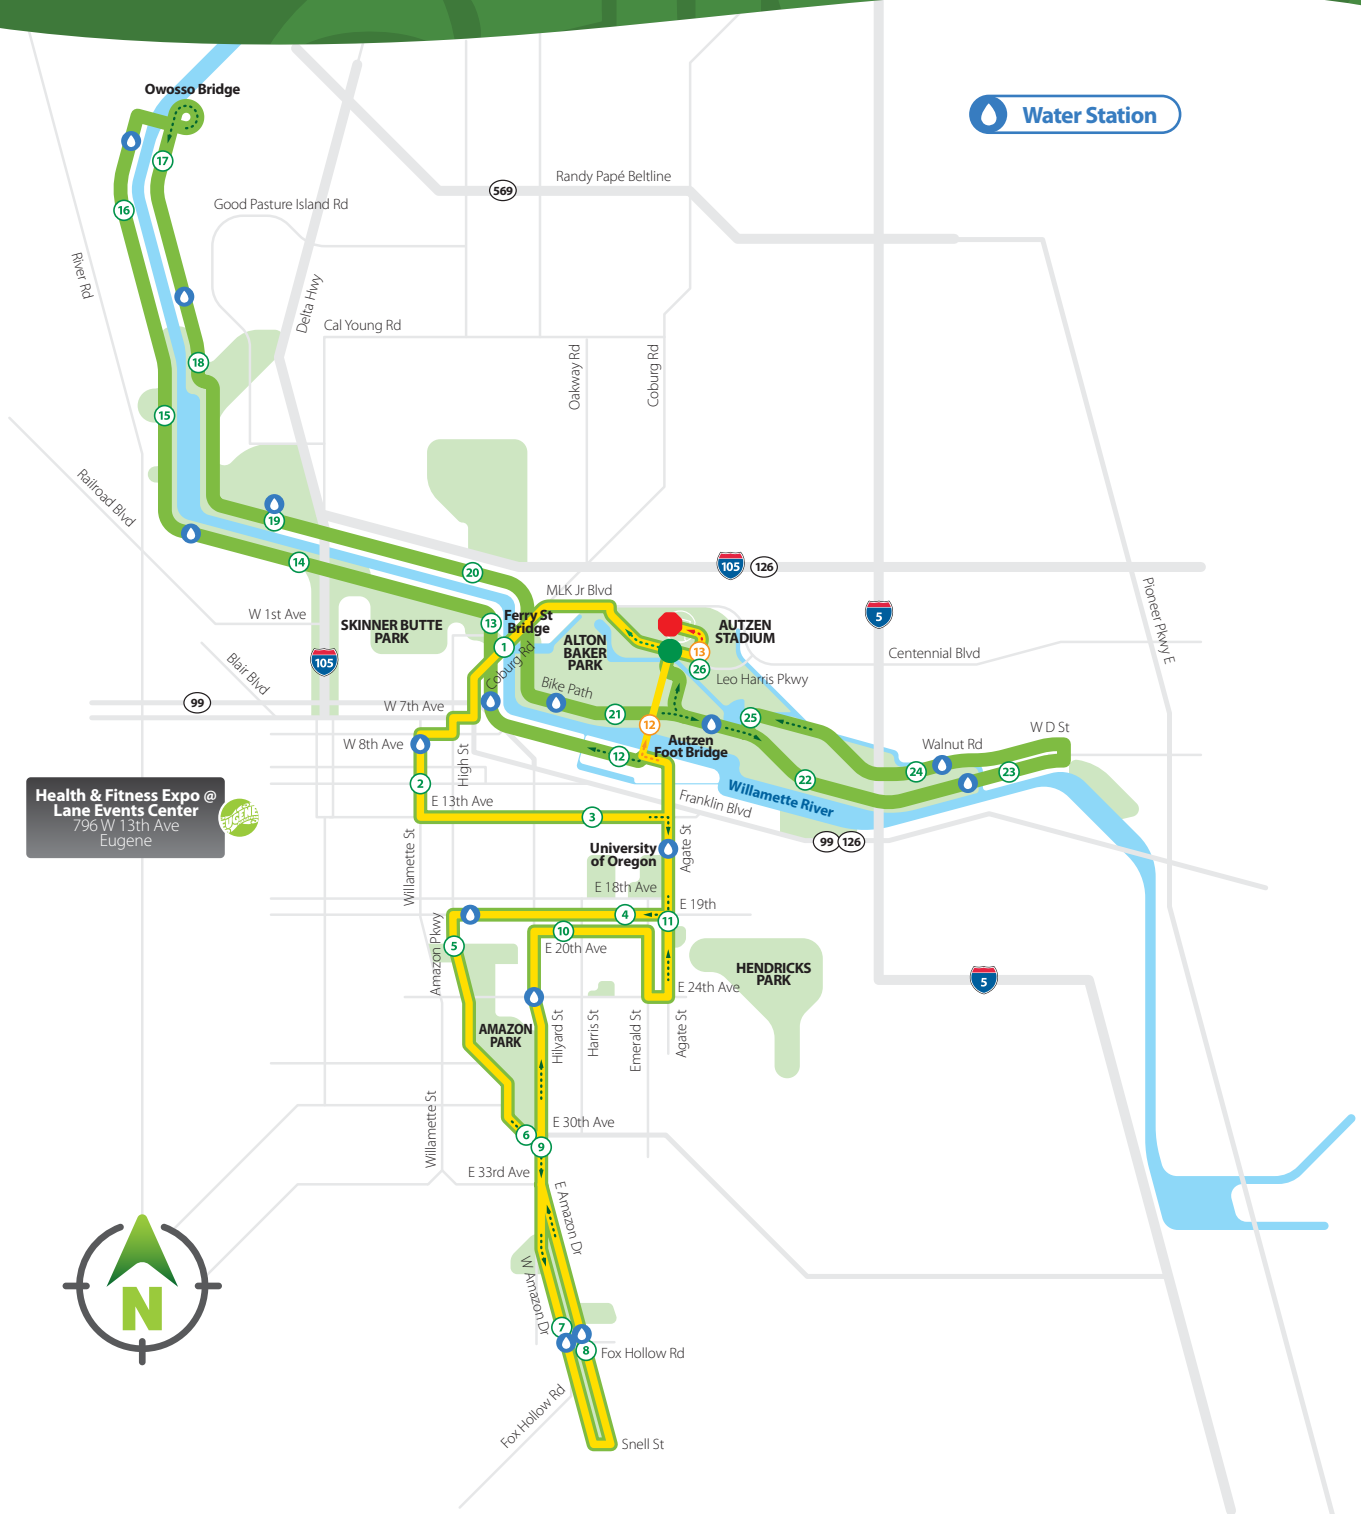 Owosso Bridge
Water Station
17
Randy Papé Beltline
569
16
Good Pasture Island Rd
River Rd
Delta Hwy
Cal Young Rd
Oakway Rd
Coburg Rd
18
15
Railroad Blvd
19
14
20
105
126
MLK Jr Blvd
Pioneer Pkwy E
5
W 1st Ave
SKINNER BUTTE
PARK
13
Ferry St
Bridge
1
ALTON
BAKER
PARK
AUTZEN
STADIUM
13
26
Centennial Blvd
Leo Harris Pkwy
105
Blair Blvd
Coburg Rd
Bike Path
99
W 7th Ave
21
12
25
W D St
W 8th Ave
High St
12
Autzen
Foot Bridge
Walnut Rd
24
23
22
2
E 13th Ave
3
Willamette River
Franklin Blvd
99
126
Health & Fitness Expo @
Lane Events Center
796 W 13th Ave
Eugene
EUGENE
Willamette St
University
of Oregon
Agate St
E 18th Ave
E 19th
4
11
Amazon Pkwy
5
10
E 20th Ave
HENDRICKS
PARK
5
E 24th Ave
AMAZON
PARK
Hilyard St
Harris St
Emerald St
Agate St
Willamette St
6
E 30th Ave
9
E 33rd Ave
E Amazon Dr
W Amazon Dr
N
7
8
Fox Hollow Rd
Fox Hollow Rd
Snell St